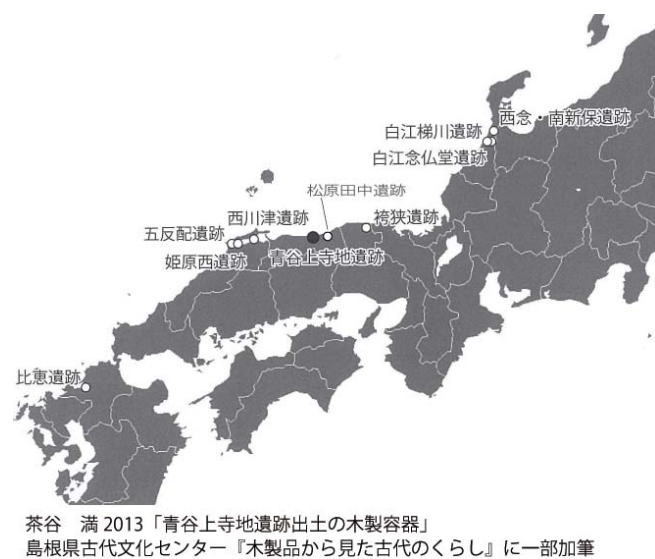 西念・南新保遺跡
白江梯川遺跡
白江念仏堂遺跡
松原田中遺跡
西川津遺跡
袴狭遺跡
五反配遺跡
姫原西遺跡
青谷上寺地遺跡
比恵遺跡
茶谷　満 2013「青谷上寺地遺跡出土の木製容器」
島根県古代文化センター『木製品から見た古代のくらし』に一部加筆